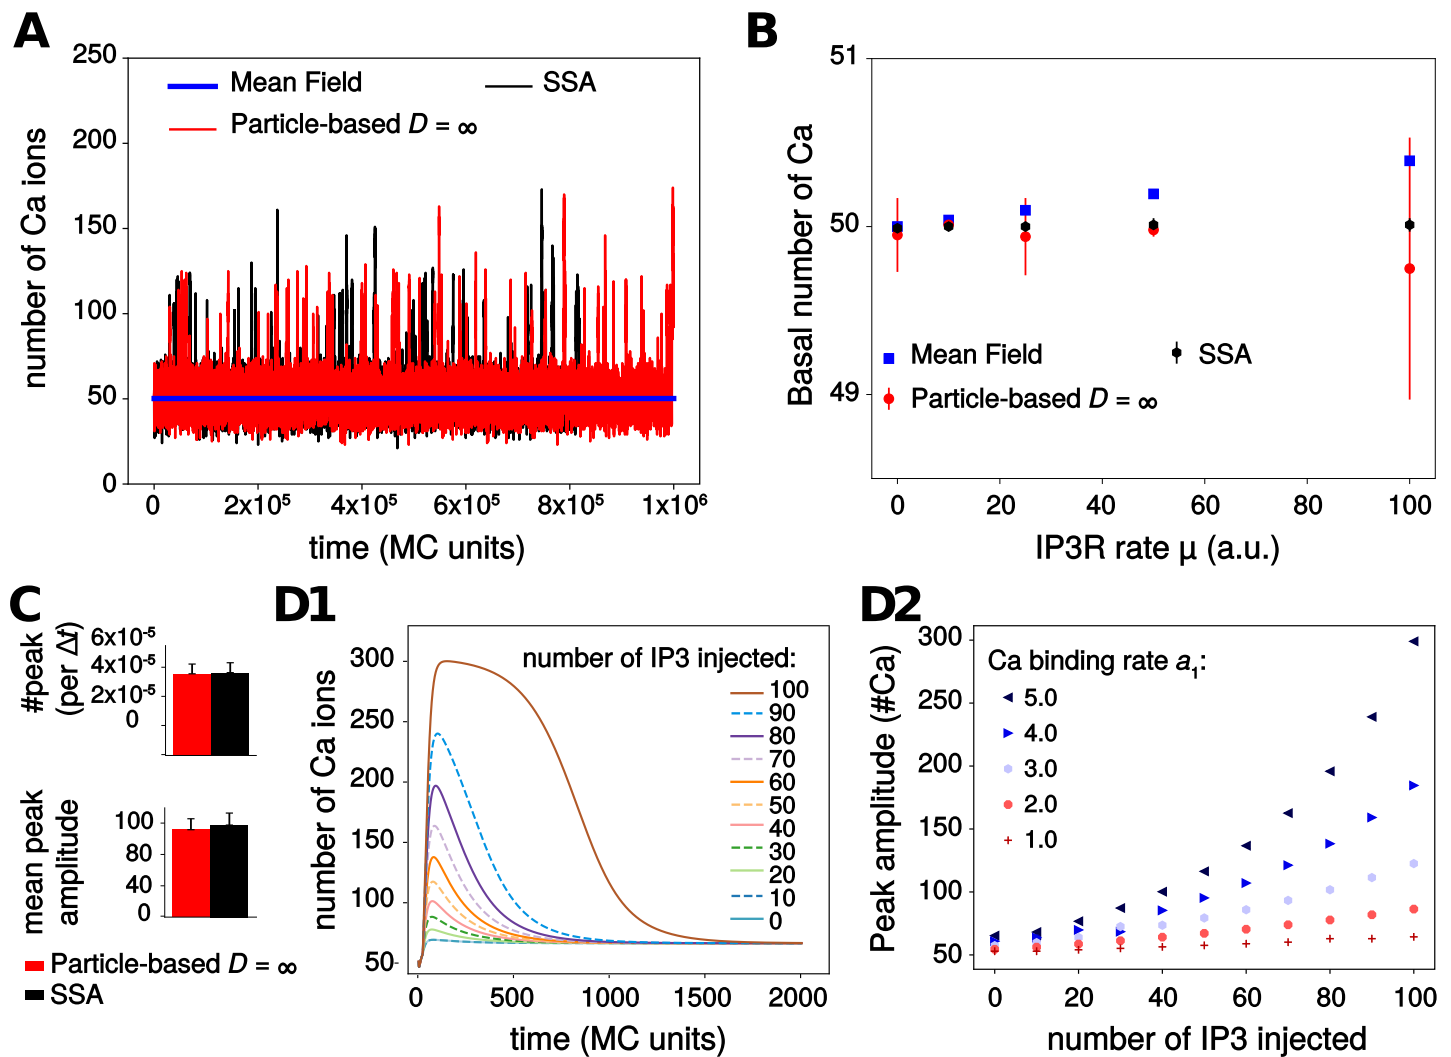 A
250
200
150
100
50
0
number of Ca ions
Mean Field
SSA
Particle-based D = ∞
0
2x10⁵
4x10⁵
6x10⁵
8x10⁵
1x10⁶
time (MC units)
B
51
50
49
Basal number of Ca
Mean Field
SSA
Particle-based D = ∞
0
20
40
60
80
100
IP3R rate µ (a.u.)
C
#peak
(per Δt)
6x10⁻⁵
4x10⁻⁵
2x10⁻⁵
0
mean peak
amplitude
100
80
40
0
Particle-based D = ∞
SSA
D1
300
250
200
150
100
50
number of Ca ions
number of IP3 injected:
100
90
80
70
60
50
40
30
20
10
0
0
500
1000
1500
2000
time (MC units)
D2
300
250
200
150
100
50
Peak amplitude (#Ca)
Ca binding rate a₁:
5.0
4.0
3.0
2.0
1.0
0
20
40
60
80
100
number of IP3 injected